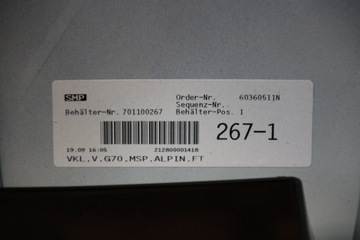 SMP
Order-Nr. 60360511N
Sequenz-Nr..
Behälter-Nr. 701100267 Behälter-Pos. 1
267-1
19.09 16:05 212800001418
VKL.V.G70.MSP.ALPIN.FT